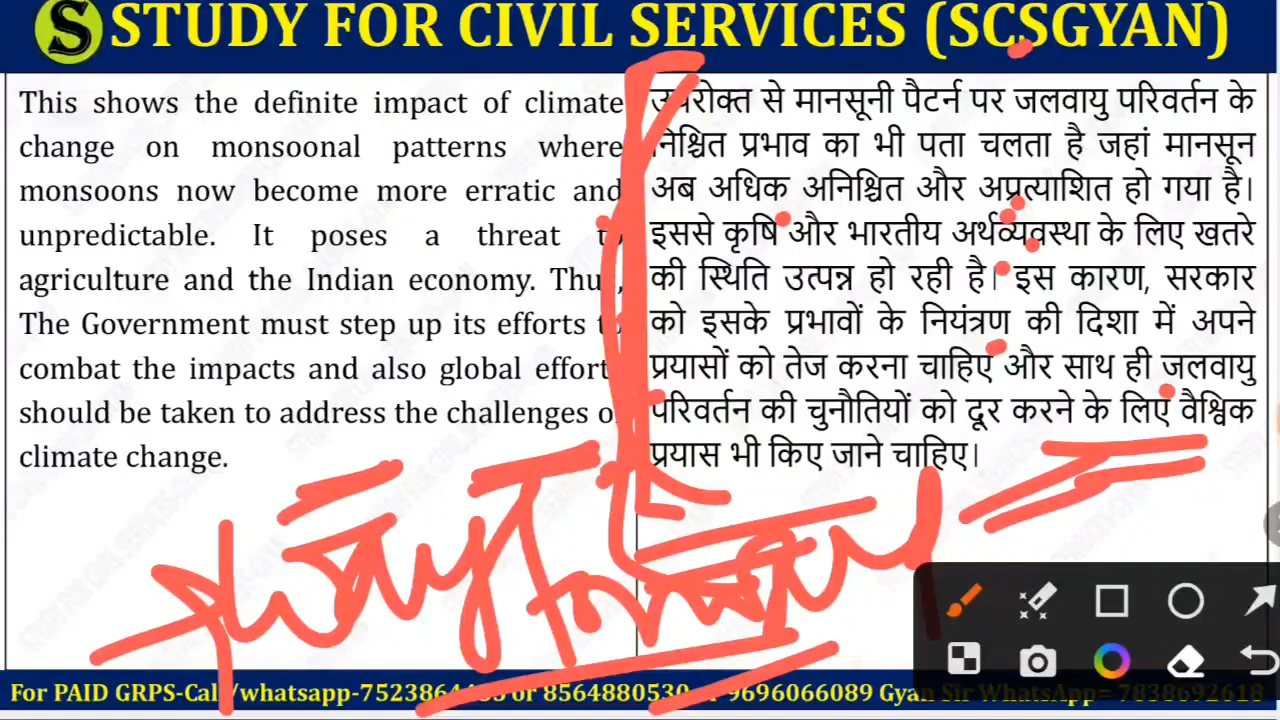 S STUDY FOR CIVIL SERVICES (SCSGYAN)
This shows the definite impact of climate
change on monsoonal patterns where
monsoons now become more erratic and
unpredictable. It poses a threat
agriculture and the Indian economy.
The Government must step up its efforts
combat the impacts and also global
should be taken to address the challenges
climate change.
उपरोक्त से मानसूनी पैटर्न पर जलवायु परिवर्तन के
निश्चित प्रभाव का भी पता चलता है जहां मानसून
अब अधिक अनिश्चित और अप्रत्याशित हो गया है।
इससे कृषि और भारतीय अर्थव्यवस्था के लिए खतरे
की स्थिति उत्पन्न हो रही है। इस कारण, सरकार
को इसके प्रभावों के नियंत्रण की दिशा में अपने
प्रयासों को तेज करना चाहिए और साथ ही जलवायु
परिवर्तन की चुनौतियों को दूर करने के लिए वैश्विक
प्रयास भी किए जाने चाहिए।
For PAID GRPS-Call/whatsapp- or 8564880530 or 9696066089 Gyan Sir WhatsApp= 7838692618